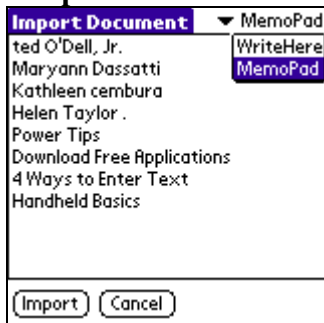 Import Document MemoPad
WriteHere
MemoPad
ted O'Dell, Jr.
Maryann Dassatti
Kathleen cembura
Helen Taylor .
Power Tips
Download Free Applications
4 Ways to Enter Text
Handheld Basics
Import Cancel